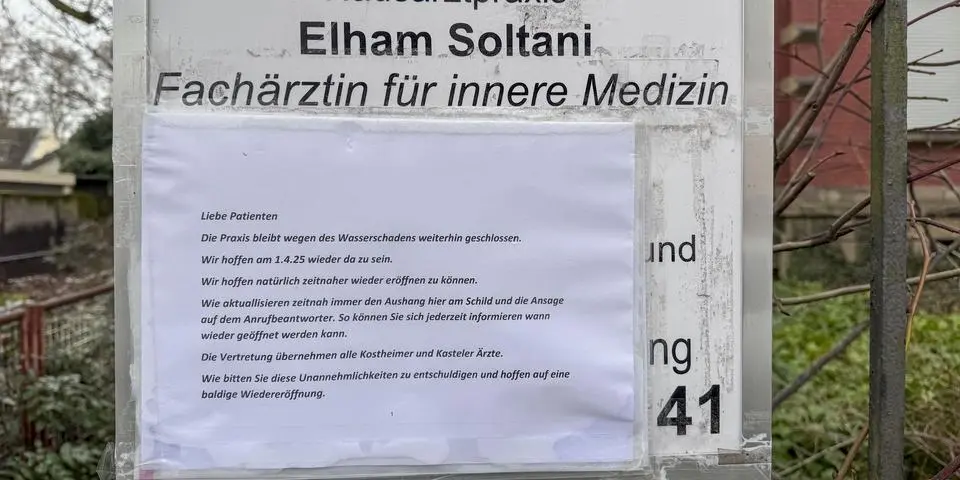 Hausarztpraxis
Elham Soltani
Fachärztin für innere Medizin
Liebe Patienten
Die Praxis bleibt wegen des Wasserschadens weiterhin geschlossen.
Wir hoffen am 1.4.25 wieder da zu sein.
Wir hoffen natürlich zeitnaher wieder eröffnen zu können.
Wie aktuallisieren zeitnah immer den Aushang hier am Schild und die Ansage
auf dem Anrufbeantworter. So können Sie sich jederzeit informieren wann
wieder geöffnet werden kann.
Die Vertretung übernehmen alle Kostheimer und Kasteler Ärzte.
Wie bitten Sie diese Unannehmlichkeiten zu entschuldigen und hoffen auf eine
baldige Wiedereröffnung.
1
und
ng
41